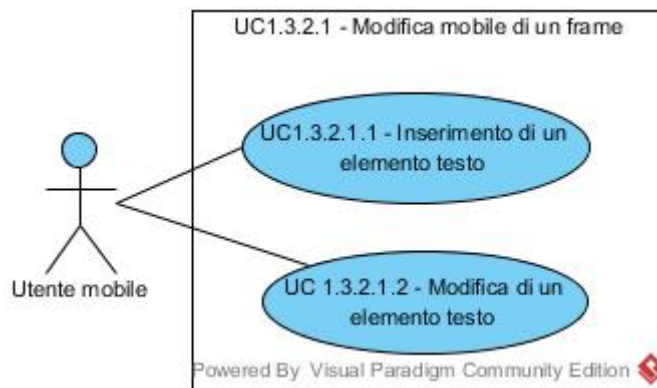 UC1.3.2.1 - Modifica mobile di un frame
UC1.3.2.1.1 - Inserimento di un
elemento testo
Utente mobile
UC 1.3.2.1.2 - Modifica di un
elemento testo
Powered By Visual Paradigm Community Edition